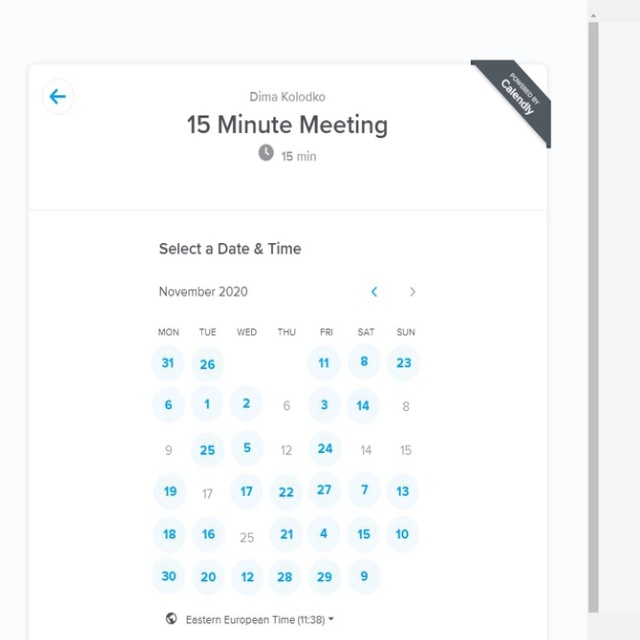 POWERED BY
Calendly
Dima Kolodko
15 Minute Meeting
15 min
Select a Date & Time
November 2020
MON TUE WED THU FRI SAT SUN
31 26 11 8 23
6 1 2 6 3 14 8
9 25 5 12 24 14 15
19 17 17 22 27 7 13
18 16 25 21 4 15 10
30 20 12 28 29 9
Eastern European Time (11:38)